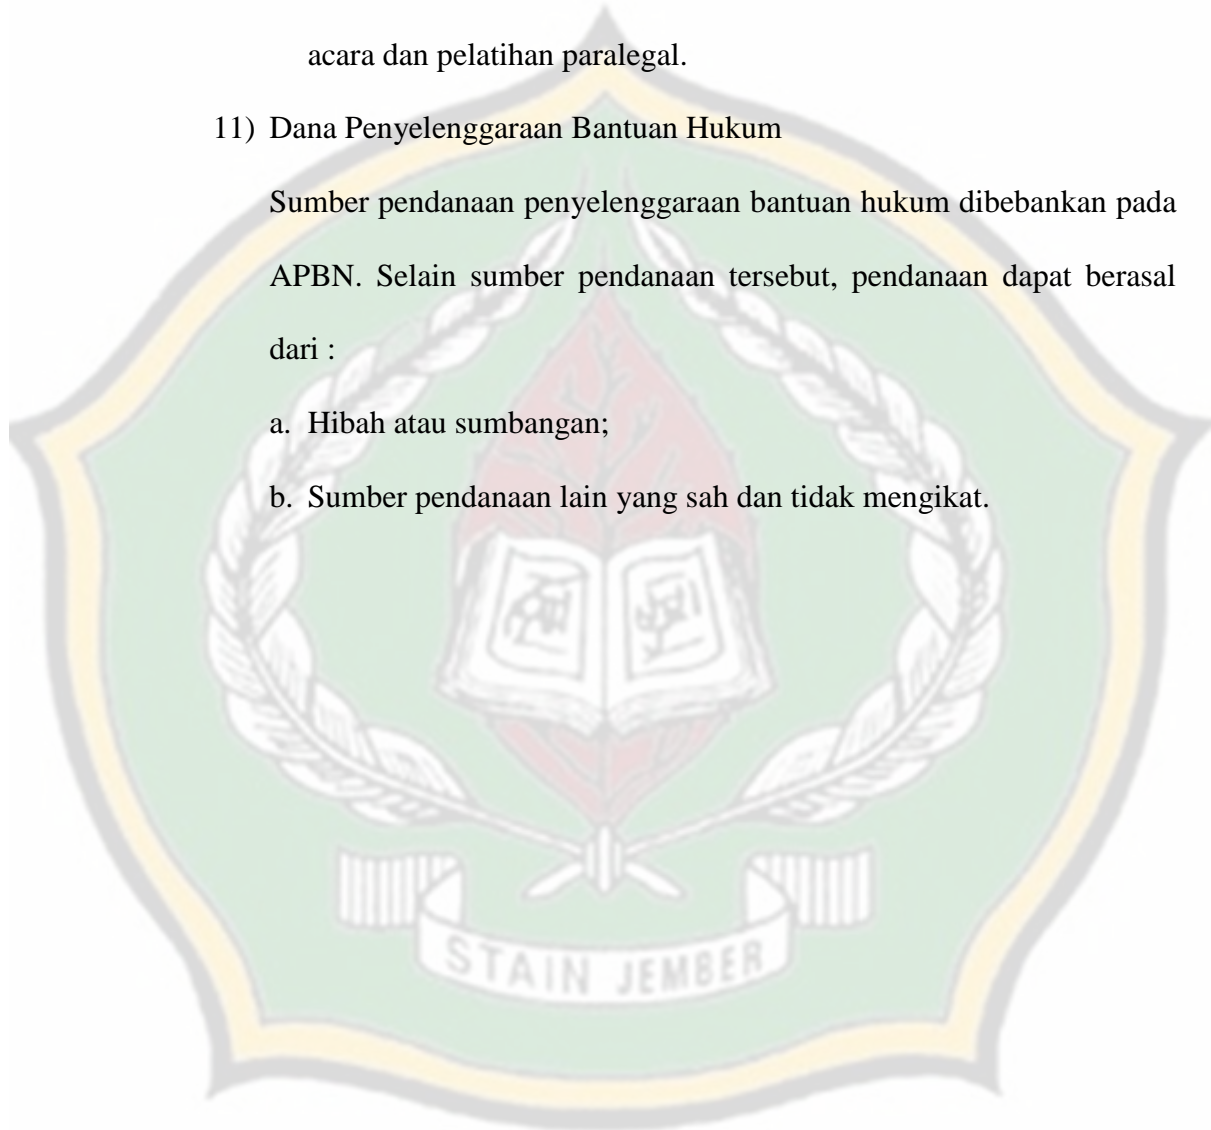 acara dan pelatihan paralegal.
11) Dana Penyelenggaraan Bantuan Hukum
Sumber pendanaan penyelenggaraan bantuan hukum dibebankan pada
APBN. Selain sumber pendanaan tersebut, pendanaan dapat berasal
dari :
a. Hibah atau sumbangan;
b. Sumber pendanaan lain yang sah dan tidak mengikat.
STAIN JEMBER